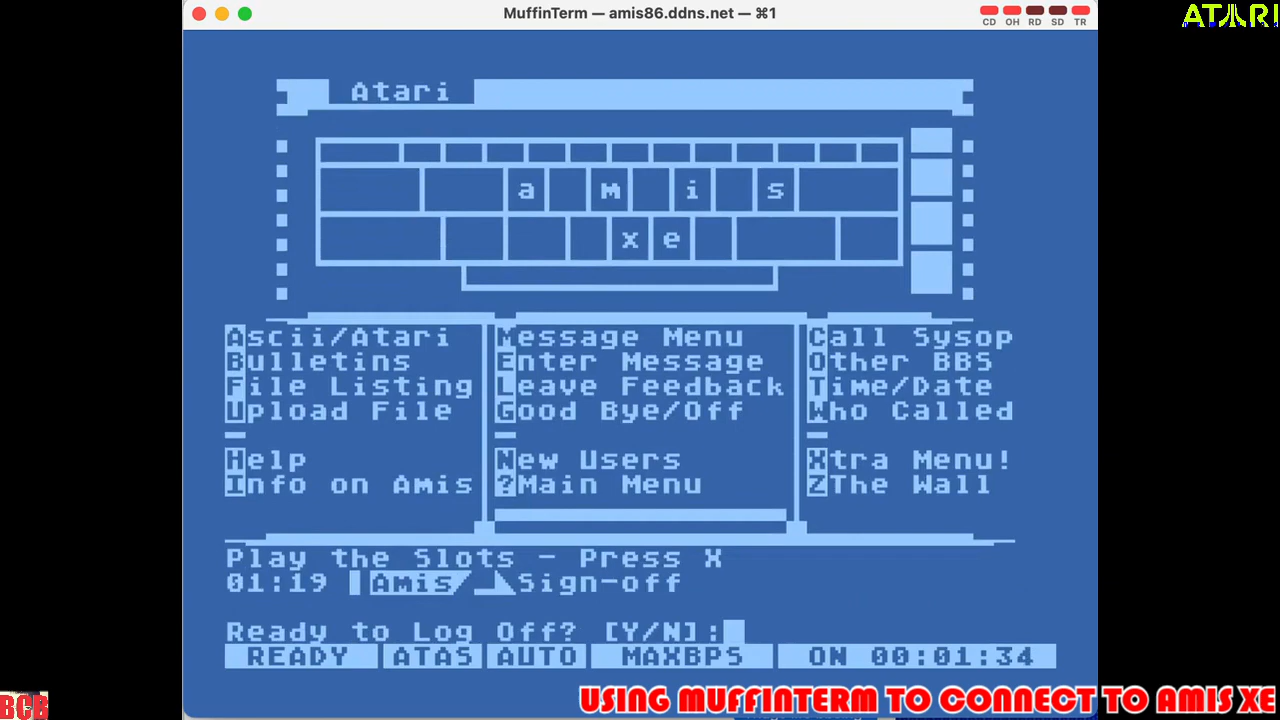 MuffinTerm — amis86.ddns.net — ⌘1
CD OH RD SD TR
ATARI
Atari
a m i s
x e
Ascii/Atari Message Menu Call Sysop
Bulletins Enter Message Other BBS
File Listing Leave Feedback Time/Date
Upload File Good Bye/Off Who Called
Help New Users Xtra Menu!
Info on Amis ?Main Menu ZThe Wall
Play the Slots - Press X
01:19 Amis Sign-off
Ready to Log Off? [Y/N]:
READY ATAS AUTO MAXBPS ON 00:01:34
BCB
USING MUFFINTERM TO CONNECT TO AMIS XE